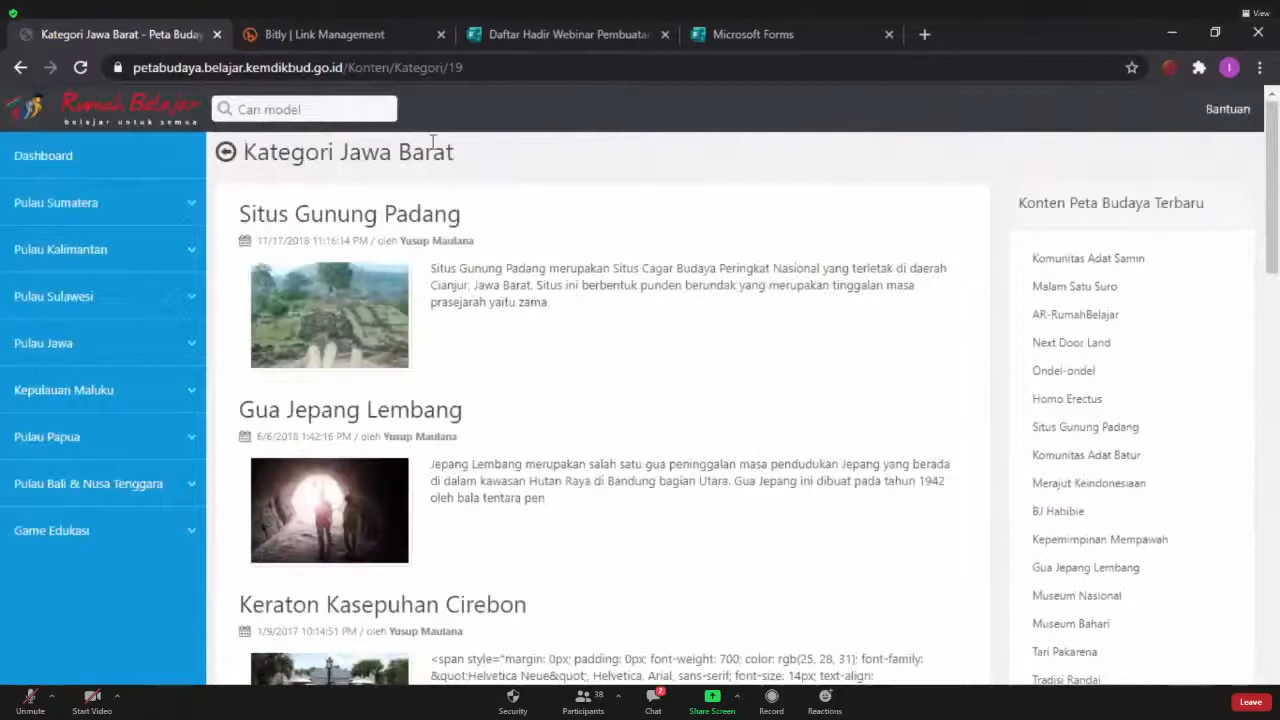 View
Kategori Jawa Barat - Peta Buday
Bitly | Link Management
Daftar Hadir Webinar Pembuata
Microsoft Forms
petabudaya.belajar.kemdikbud.go.id/Konten/Kategori/19
I
Rumah Belajar
belajar untuk semua
Cari model
Bantuan
Dashboard
Pulau Sumatera
Pulau Kalimantan
Pulau Sulawesi
Pulau Jawa
Kepulauan Maluku
Pulau Papua
Pulau Bali & Nusa Tenggara
Game Edukasi
Kategori Jawa Barat
Situs Gunung Padang
11/17/2018 11:16:14 PM / oleh Yusup Maulana
Situs Gunung Padang merupakan Situs Cagar Budaya Peringkat Nasional yang terletak di daerah
Cianjur, Jawa Barat. Situs ini berbentuk punden berundak yang merupakan tinggalan masa
prasejarah yaitu zama
Gua Jepang Lembang
6/6/2018 1:42:16 PM / oleh Yusup Maulana
Jepang Lembang merupakan salah satu gua peninggalan masa pendudukan Jepang yang berada
di dalam kawasan Hutan Raya di Bandung bagian Utara. Gua Jepang ini dibuat pada tahun 1942
oleh bala tentara pen
Keraton Kasepuhan Cirebon
1/9/2017 10:14:51 PM / oleh Yusup Maulana
<span style="margin: 0px; padding: 0px; font-weight: 700; color: rgb(25, 28, 31); font-family:
&quot;Helvetica Neue&quot;, Helvetica, Arial, sans-serif; font-size: 14px; text-align:
Konten Peta Budaya Terbaru
Komunitas Adat Samin
Malam Satu Suro
AR-RumahBelajar
Next Door Land
Ondel-ondel
Homo Erectus
Situs Gunung Padang
Komunitas Adat Batur
Merajut Keindonesiaan
BJ Habibie
Kepemimpinan Mempawah
Gua Jepang Lembang
Museum Nasional
Museum Bahari
Tari Pakarena
Tradisi Randai
Unmute
Start Video
Security
Participants
38
Chat
2
Share Screen
Record
Reactions
Leave